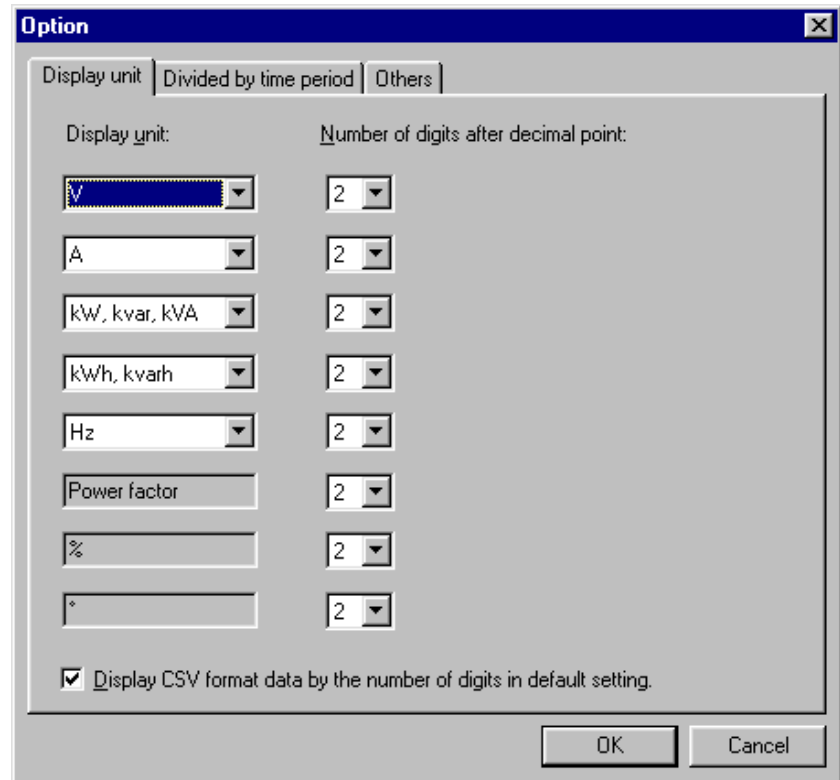 Option
Display unit Divided by time period Others
Display unit: Number of digits after decimal point:
V 2
A 2
kW, kvar, kVA 2
kWh, kvarh 2
Hz 2
Power factor 2
% 2
° 2
Display CSV format data by the number of digits in default setting.
OK Cancel